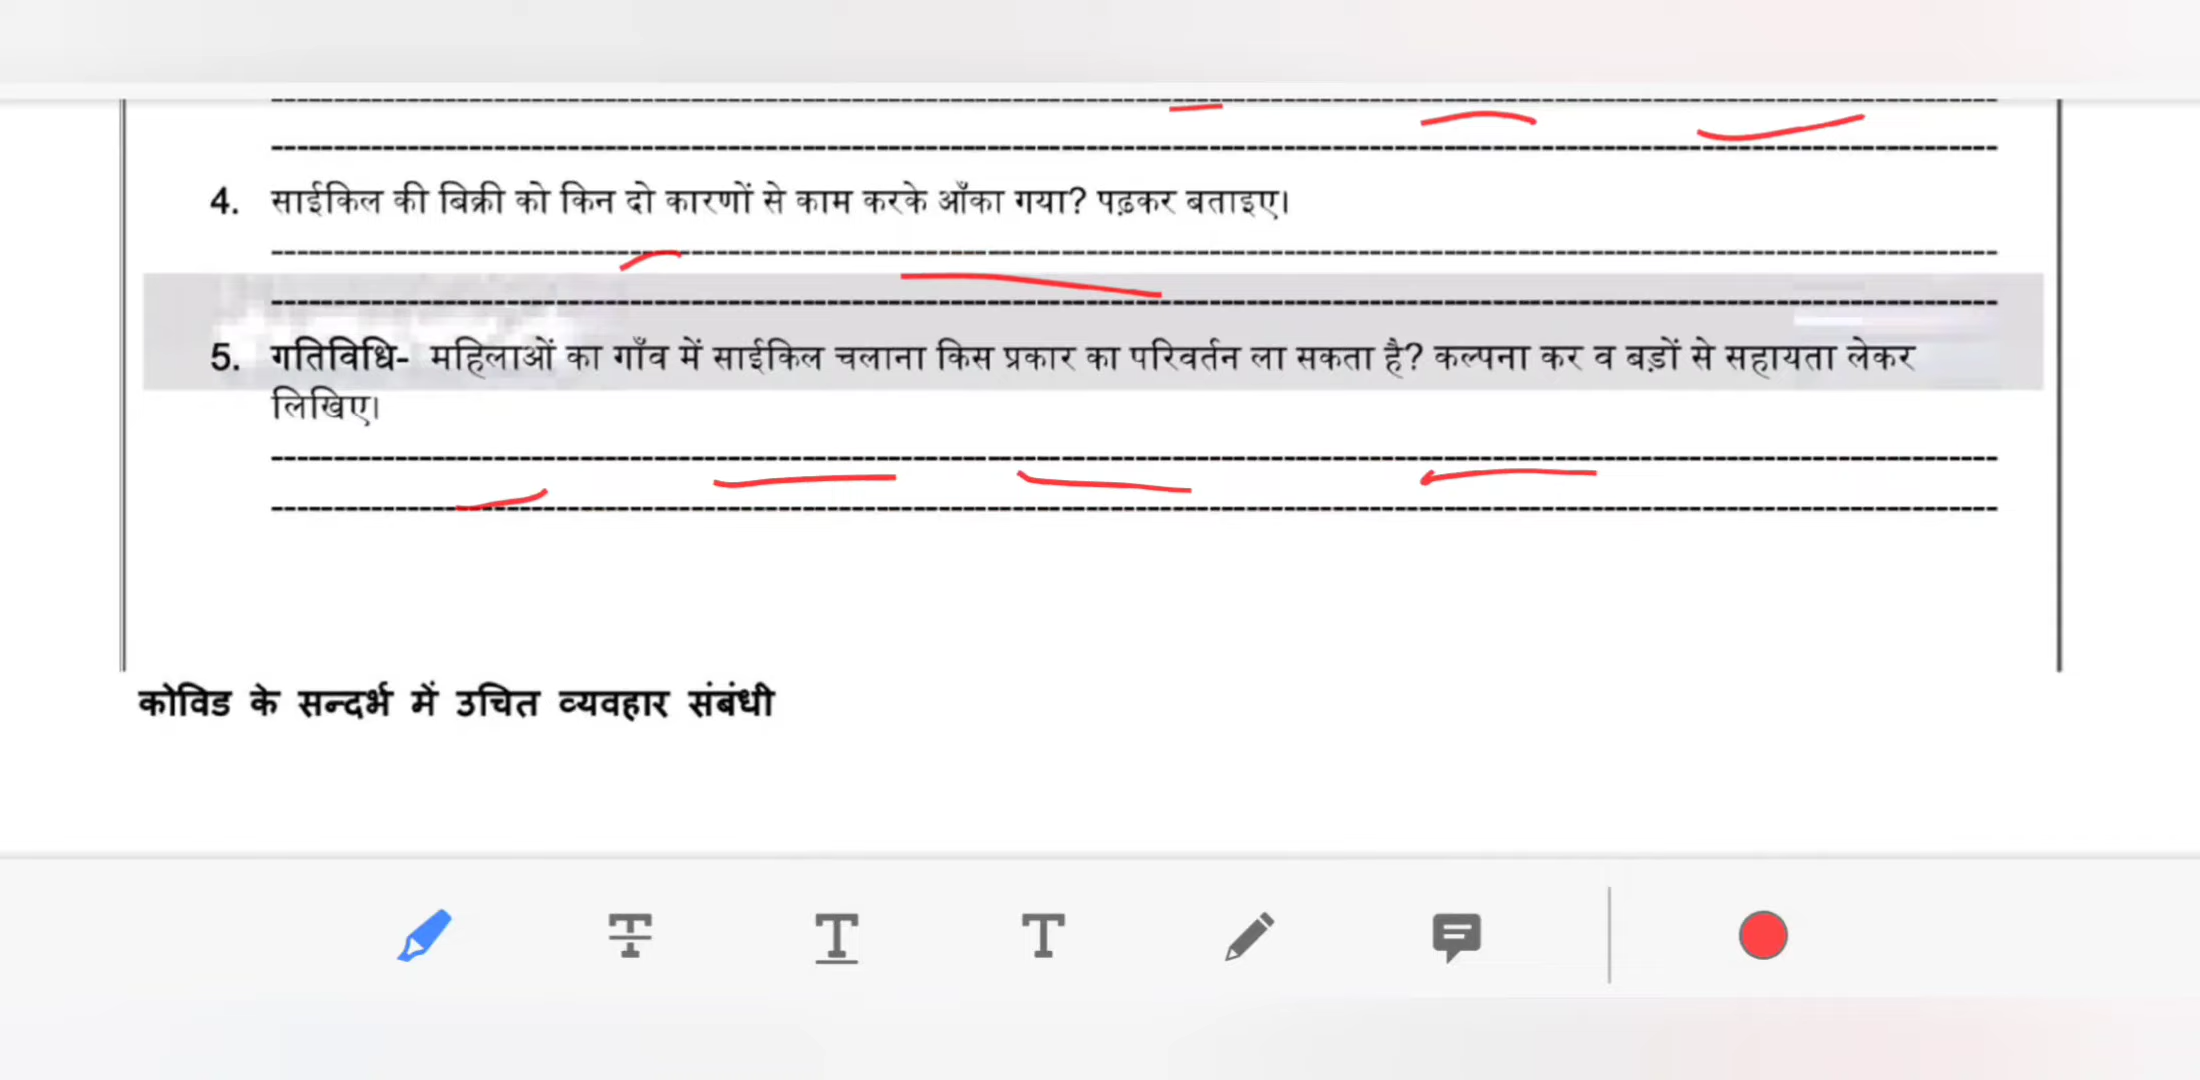 4. साईकिल की बिक्री को किन दो कारणों से काम करके आँका गया? पढ़कर बताइए।
5. गतिविधि- महिलाओं का गाँव में साईकिल चलाना किस प्रकार का परिवर्तन ला सकता है? कल्पना कर व बड़ों से सहायता लेकर
लिखिए।
कोविड के सन्दर्भ में उचित व्यवहार संबंधी